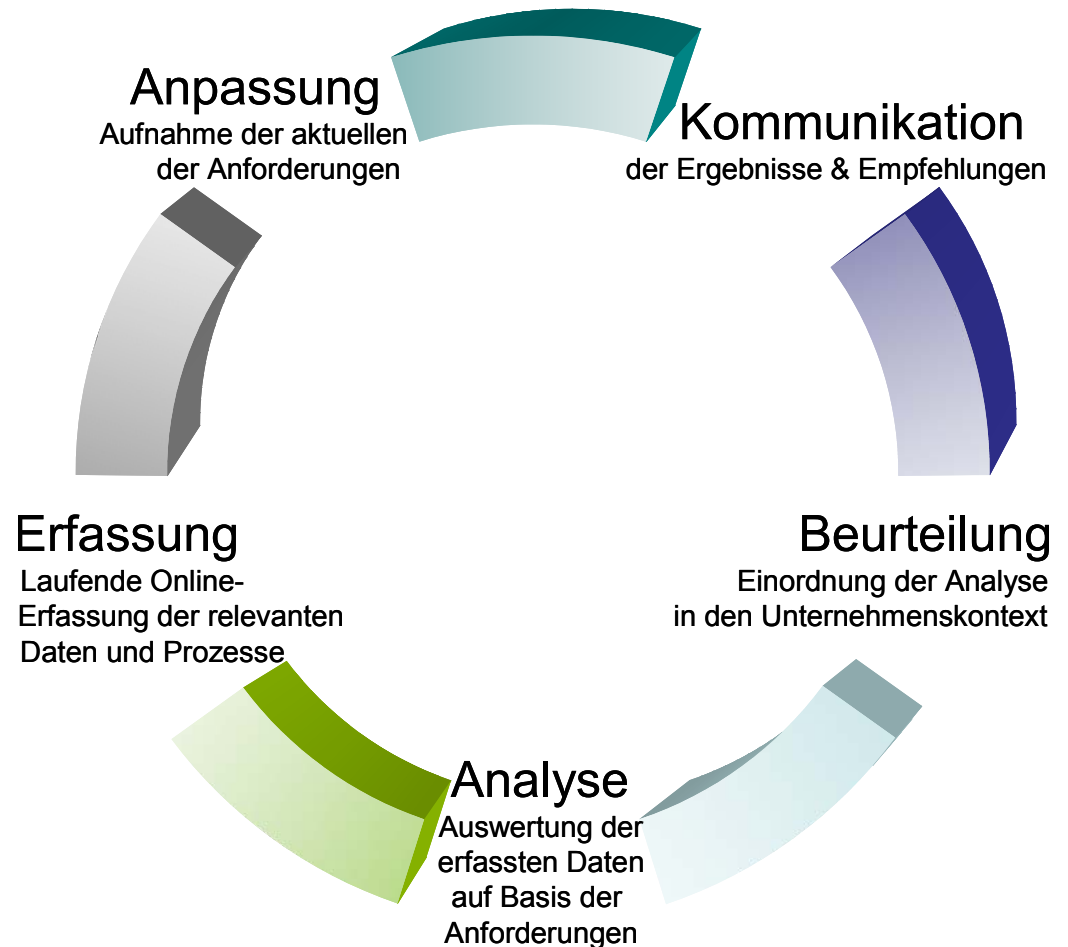 Anpassung
Aufnahme der aktuellen
der Anforderungen
Kommunikation
der Ergebnisse & Empfehlungen
Erfassung
Laufende Online-
Erfassung der relevanten
Daten und Prozesse
Beurteilung
Einordnung der Analyse
in den Unternehmenskontext
Analyse
Auswertung der
erfassten Daten
auf Basis der
Anforderungen